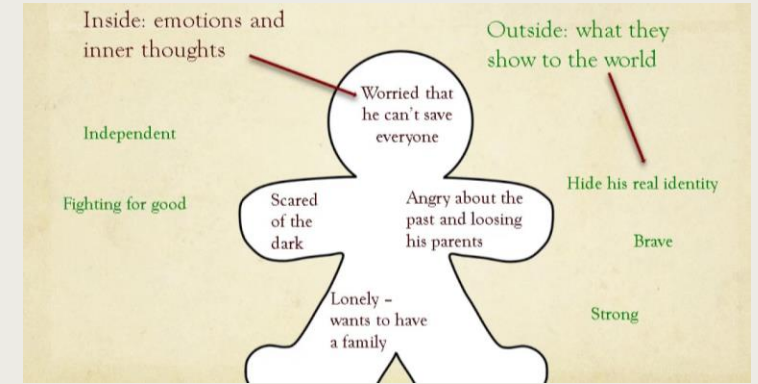 Inside: emotions and
inner thoughts
Outside: what they
show to the world
Worried that
he can't save
everyone
Independent
Fighting for good
Scared
of the
dark
Angry about the
past and loosing
his parents
Hide his real identity
Brave
Lonely –
wants to have
a family
Strong